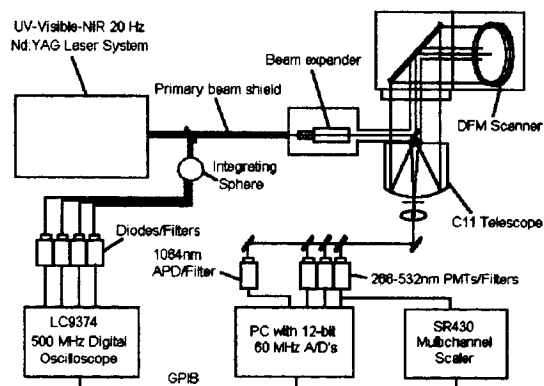 UV-Visible-NIR 20 Hz
Nd:YAG Laser System
Beam expander
Primary beam shield
DFM Scanner
Integrating
Sphere
C11 Telescope
Diodes/Filters
1064nm
APD/Filter
266-532nm PMTs/Filters
LC9374
500 MHz Digital
Oscilloscope
PC with 12-bit
60 MHz A/D's
SR430
Multichannel
Scaler
GPIB